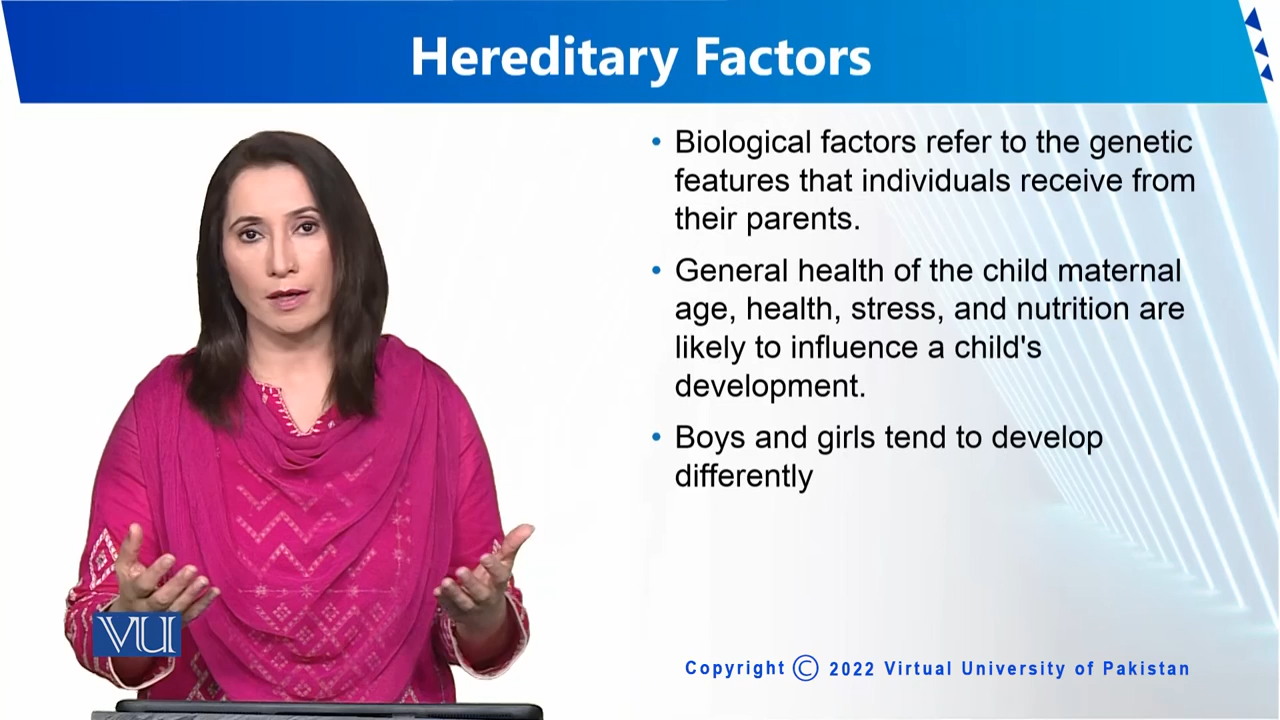 Hereditary Factors
• Biological factors refer to the genetic
features that individuals receive from
their parents.
• General health of the child maternal
age, health, stress, and nutrition are
likely to influence a child's
development.
• Boys and girls tend to develop
differently
VU
Copyright © 2022 Virtual University of Pakistan